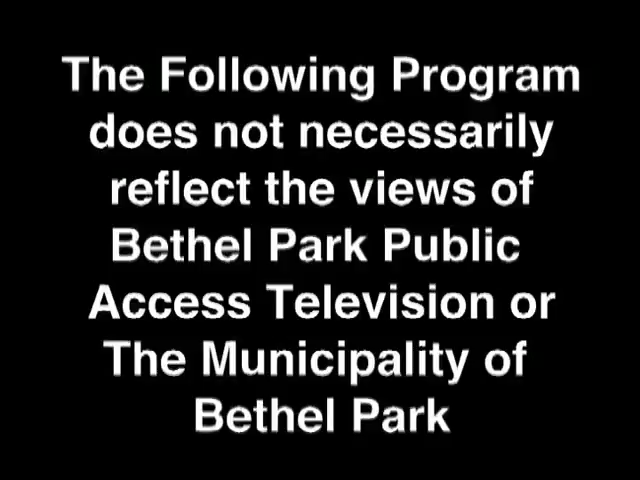 The Following Program
does not necessarily
reflect the views of
Bethel Park Public
Access Television or
The Municipality of
Bethel Park